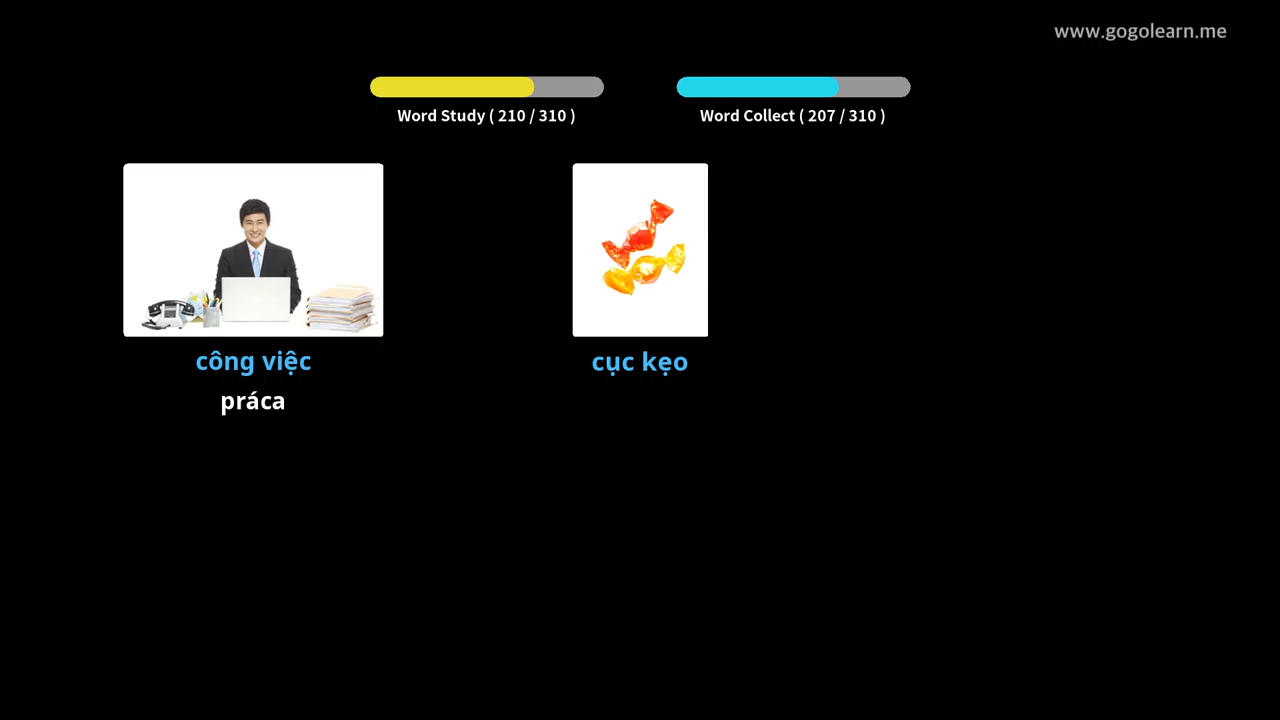 www.gogolearn.me
Word Study ( 210 / 310 )
Word Collect ( 207 / 310 )
công việc
práca
cục kẹo